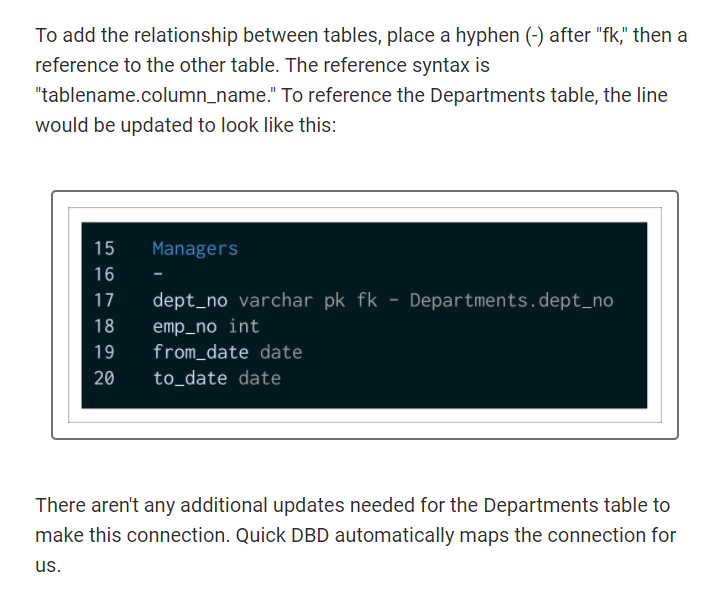 To add the relationship between tables, place a hyphen (-) after "fk," then a
reference to the other table. The reference syntax is
"tablename.column_name." To reference the Departments table, the line
would be updated to look like this:
15 Managers
16 -
17 dept_no varchar pk fk - Departments.dept_no
18 emp_no int
19 from_date date
20 to_date date
There aren't any additional updates needed for the Departments table to
make this connection. Quick DBD automatically maps the connection for
us.